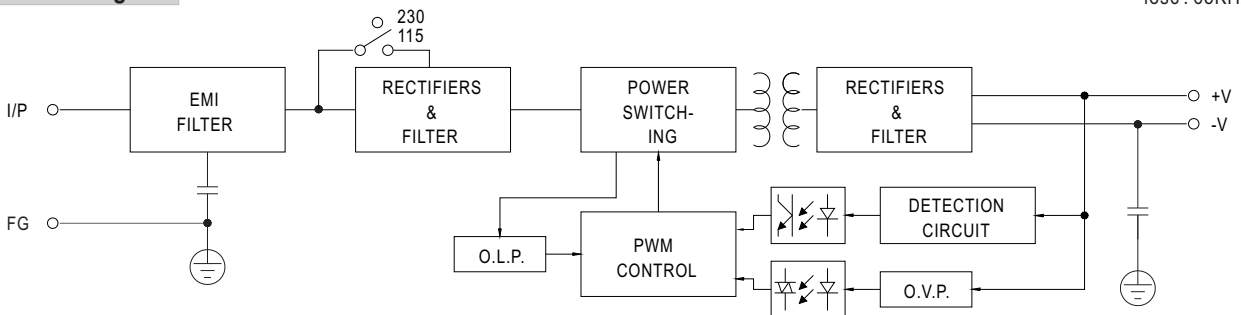 230
115
I/P
EMI
FILTER
RECTIFIERS
&
FILTER
POWER
SWITCH-
ING
RECTIFIERS
&
FILTER
+V
-V
FG
O.L.P.
PWM
CONTROL
DETECTION
CIRCUIT
O.V.P.